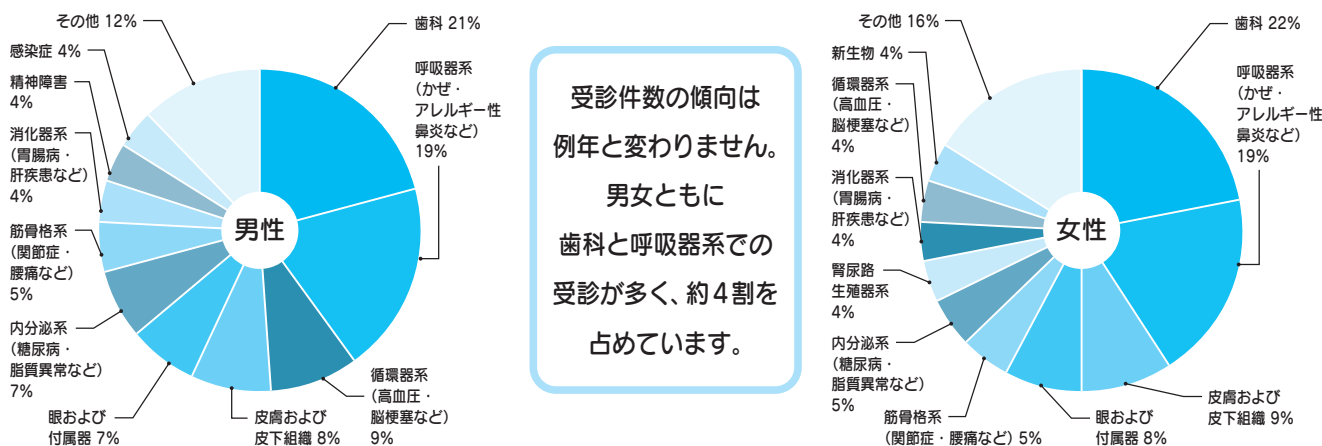 男性
歯科 21%
呼吸器系
(かぜ・
アレルギー性
鼻炎など)
19%
循環器系
(高血圧・
脳梗塞など)
9%
皮膚および
皮下組織 8%
眼および
付属器 7%
内分泌系
(糖尿病・
脂質異常など)
7%
筋骨格系
(関節症・
腰痛など)
5%
消化器系
(胃腸病・
肝疾患など)
4%
精神障害
4%
感染症 4%
その他 12%
受診件数の傾向は
例年と変わりません。
男女ともに
歯科と呼吸器系での
受診が多く、約4割を
占めています。
女性
歯科 22%
呼吸器系
(かぜ・
アレルギー性
鼻炎など)
19%
皮膚および
皮下組織 9%
眼および
付属器 8%
筋骨格系
(関節症・腰痛など) 5%
内分泌系
(糖尿病・
脂質異常など)
5%
腎尿路
生殖器系
4%
消化器系
(胃腸病・
肝疾患など)
4%
循環器系
(高血圧・
脳梗塞など)
4%
新生物 4%
その他 16%